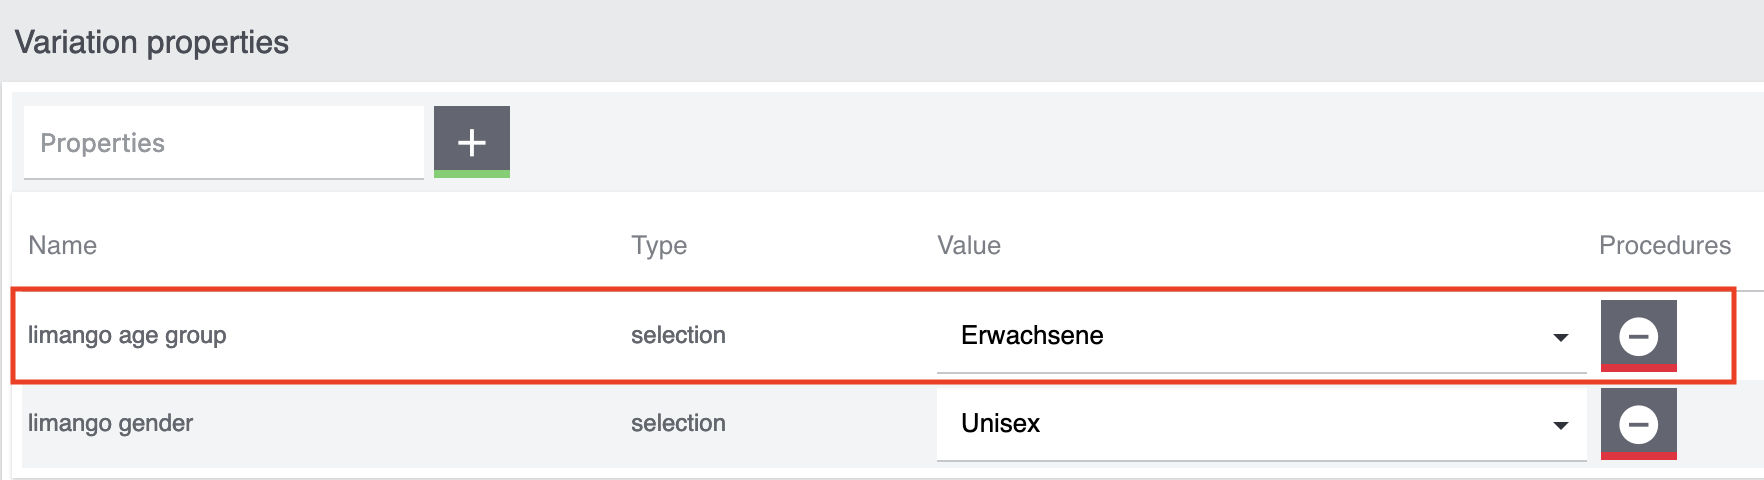 Variation properties
Properties
Name Type Value Procedures
limango age group selection Erwachsene
limango gender selection Unisex